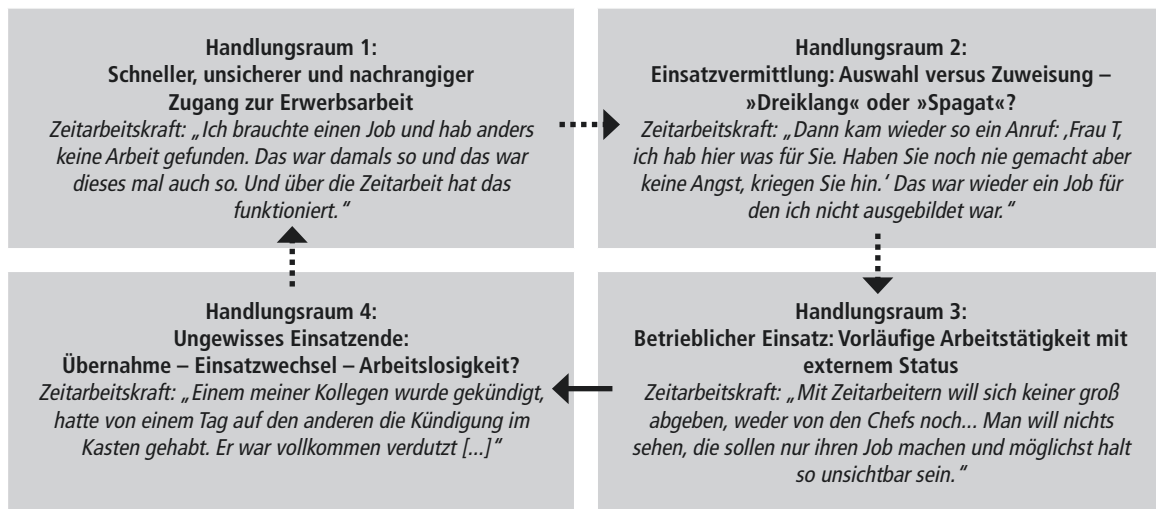 Handlungsraum 1:
Schneller, unsicherer und nachrangiger
Zugang zur Erwerbsarbeit
Zeitarbeitskraft: „Ich brauchte einen Job und hab anders
keine Arbeit gefunden. Das war damals so und das war
dieses mal auch so. Und über die Zeitarbeit hat das
funktioniert.“
Handlungsraum 2:
Einsatzvermittlung: Auswahl versus Zuweisung –
»Dreiklang« oder »Spagat«?
Zeitarbeitskraft: „Dann kam wieder so ein Anruf: ‚Frau T,
ich hab hier was für Sie. Haben Sie noch nie gemacht aber
keine Angst, kriegen Sie hin.‘ Das war wieder ein Job für
den ich nicht ausgebildet war.“
Handlungsraum 4:
Ungewisses Einsatzende:
Übernahme – Einsatzwechsel – Arbeitslosigkeit?
Zeitarbeitskraft: „Einem meiner Kollegen wurde gekündigt,
hatte von einem Tag auf den anderen die Kündigung im
Kasten gehabt. Er war vollkommen verdutzt [...]“
Handlungsraum 3:
Betrieblicher Einsatz: Vorläufige Arbeitstätigkeit mit
externem Status
Zeitarbeitskraft: „Mit Zeitarbeitern will sich keiner groß
abgeben, weder von den Chefs noch... Man will nichts
sehen, die sollen nur ihren Job machen und möglichst halt
so unsichtbar sein.“